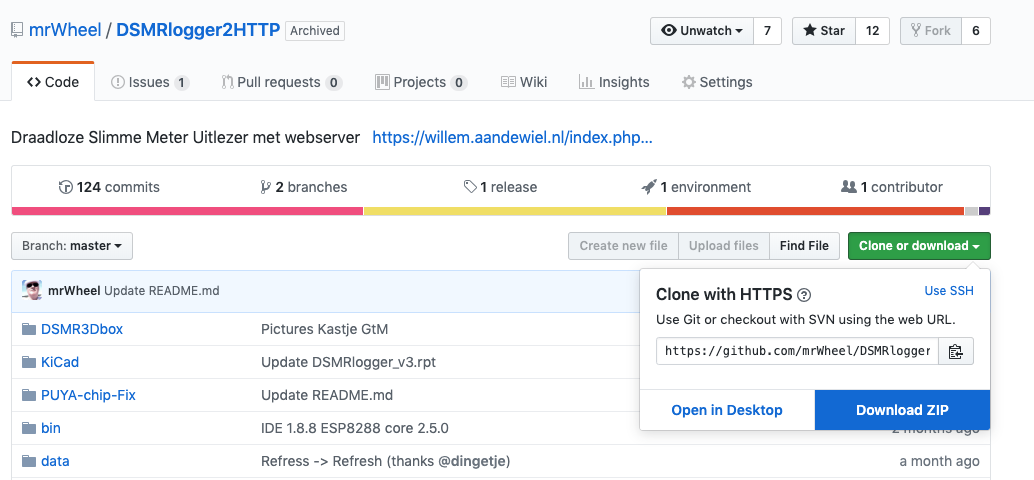 mrWheel / DSMRlogger2HTTP Archived Unwatch 7 Star 12 Fork 6
Code Issues 1 Pull requests 0 Projects 0 Wiki Insights Settings
Draadloze Slimme Meter Uitlezer met webserver https://willem.aandewiel.nl/index.php...
124 commits 2 branches 1 release 1 environment 1 contributor
Branch: master Create new file Upload files Find File Clone or download
mrWheel Update README.md
Clone with HTTPS Use SSH
Use Git or checkout with SVN using the web URL.
https://github.com/mrWheel/DSMRlogger
Open in Desktop Download ZIP
DSMR3Dbox Pictures Kastje GtM
KiCad Update DSMRlogger_v3.rpt
PUYA-chip-Fix Update README.md
bin IDE 1.8.8 ESP8288 core 2.5.0 2 months ago
data Refress -> Refresh (thanks @dingetje) a month ago